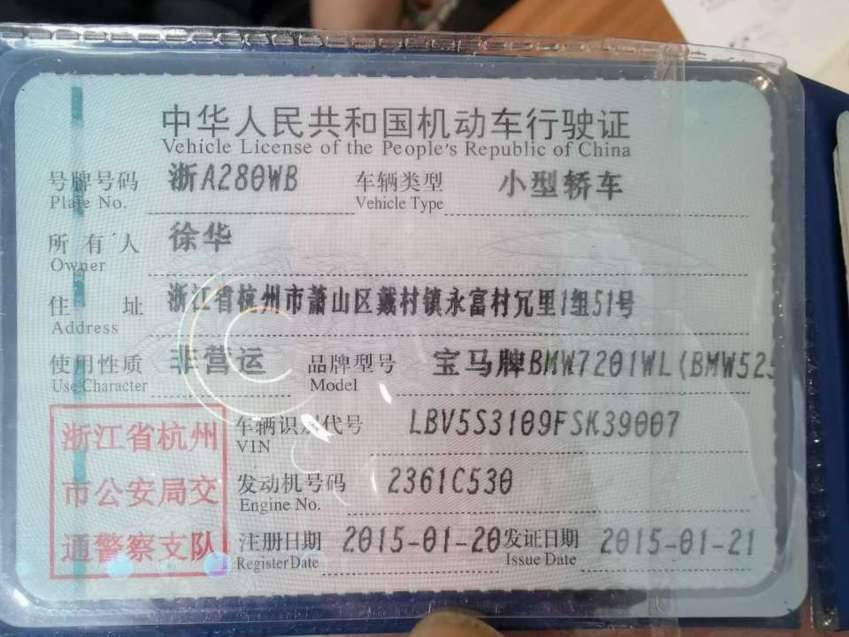 中华人民共和国机动车行驶证
Vehicle License of the People's Republic of China
号牌号码 浙A280WB 车辆类型 小型轿车
Plate No. Vehicle Type
所有人 徐华
Owner
住址 浙江省杭州市萧山区戴村镇永富村冗里1组51号
Address
使用性质 非营运 品牌型号 宝马牌BMW7201WL(BMW525
Use Character Model
浙江省杭州
市公安局交
通警察支队
车辆识别代号 LBV5S3109FSK39007
VIN
发动机号码 2361C530
Engine No.
注册日期 2015-01-20 发证日期 2015-01-21
Register Date Issue Date